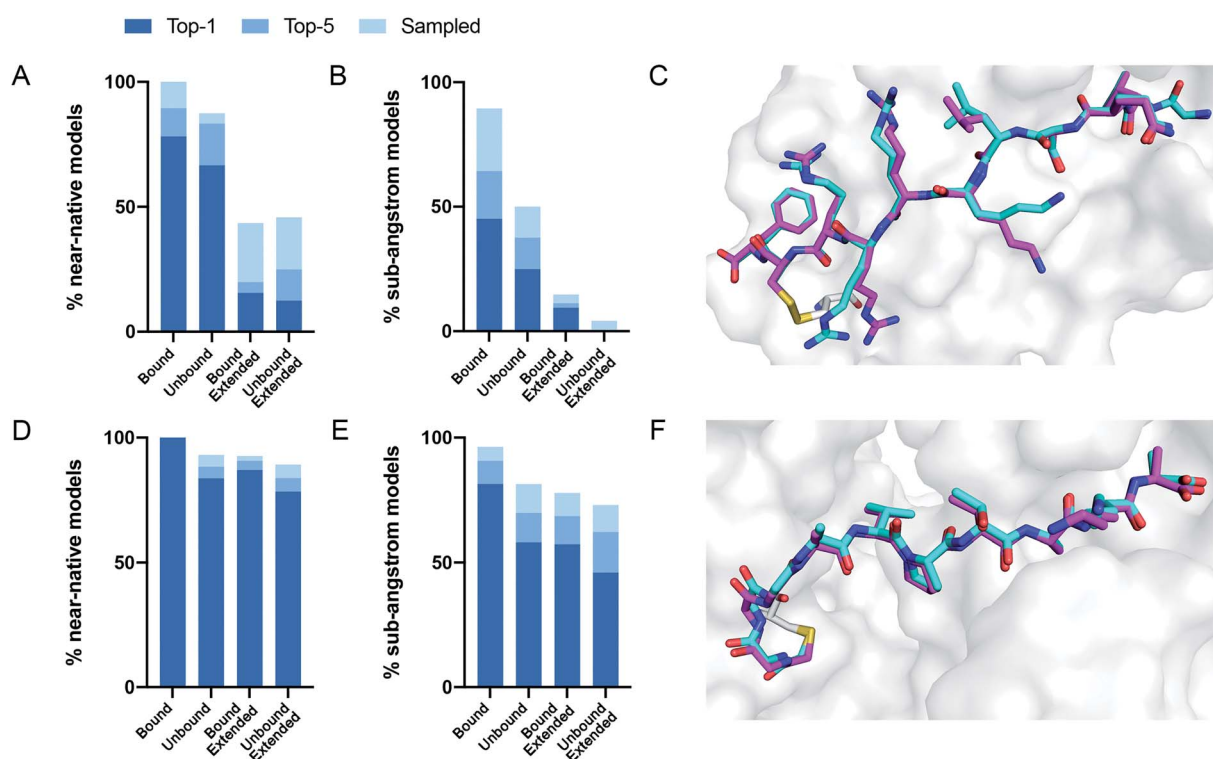 Top-1 Top-5 Sampled
A
% near-native models
100
50
0
Bound
Unbound
Bound
Extended
Unbound
Extended
B
% sub-angstrom models
100
50
0
Bound
Unbound
Bound
Extended
Unbound
Extended
C
D
% near-native models
100
50
0
Bound
Unbound
Bound
Extended
Unbound
Extended
E
% sub-angstrom models
100
50
0
Bound
Unbound
Bound
Extended
Unbound
Extended
F